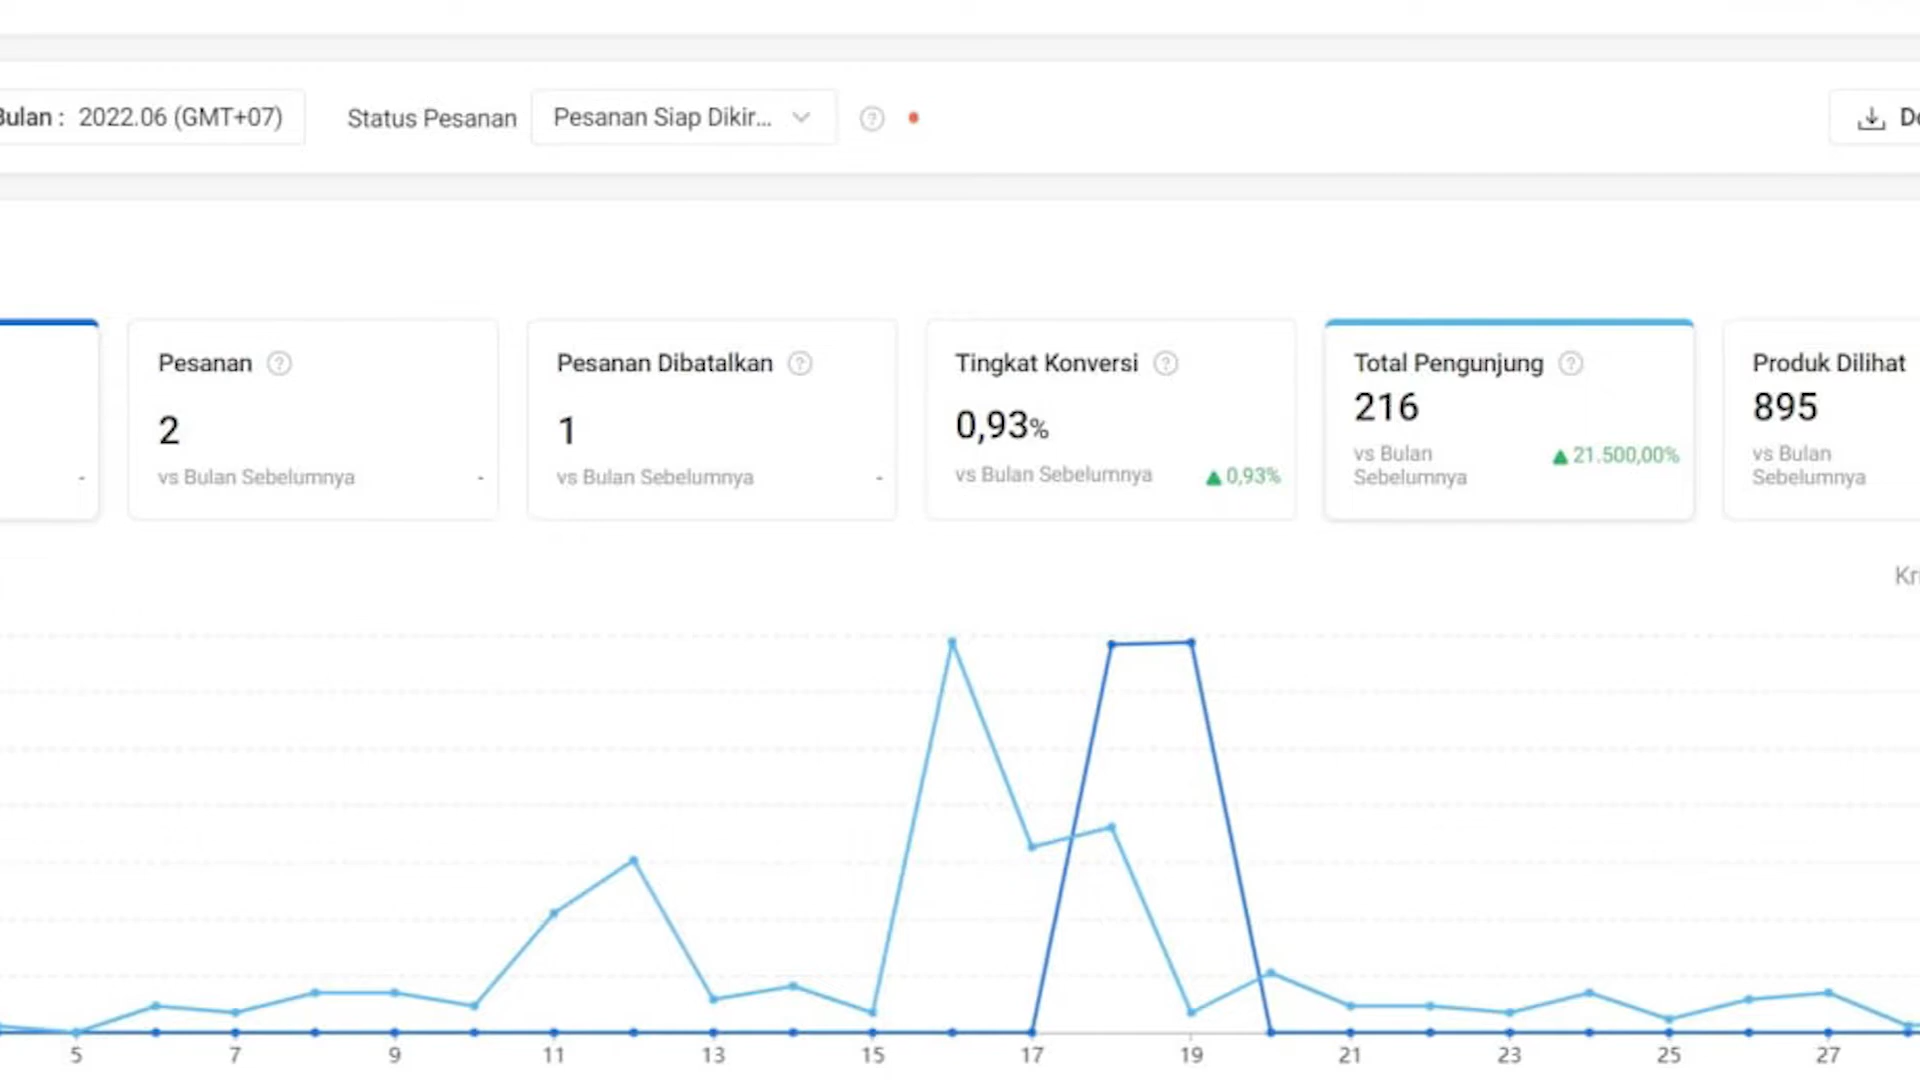 Bulan : 2022.06 (GMT+07)
Status Pesanan
Pesanan Siap Dikir...
Pesanan
2
vs Bulan Sebelumnya -
Pesanan Dibatalkan
1
vs Bulan Sebelumnya -
Tingkat Konversi
0,93%
vs Bulan Sebelumnya
0,93%
Total Pengunjung
216
vs Bulan
Sebelumnya
21.500,00%
Produk Dilihat
895
vs Bulan
Sebelumnya
5 7 9 11 13 15 17 19 21 23 25 27